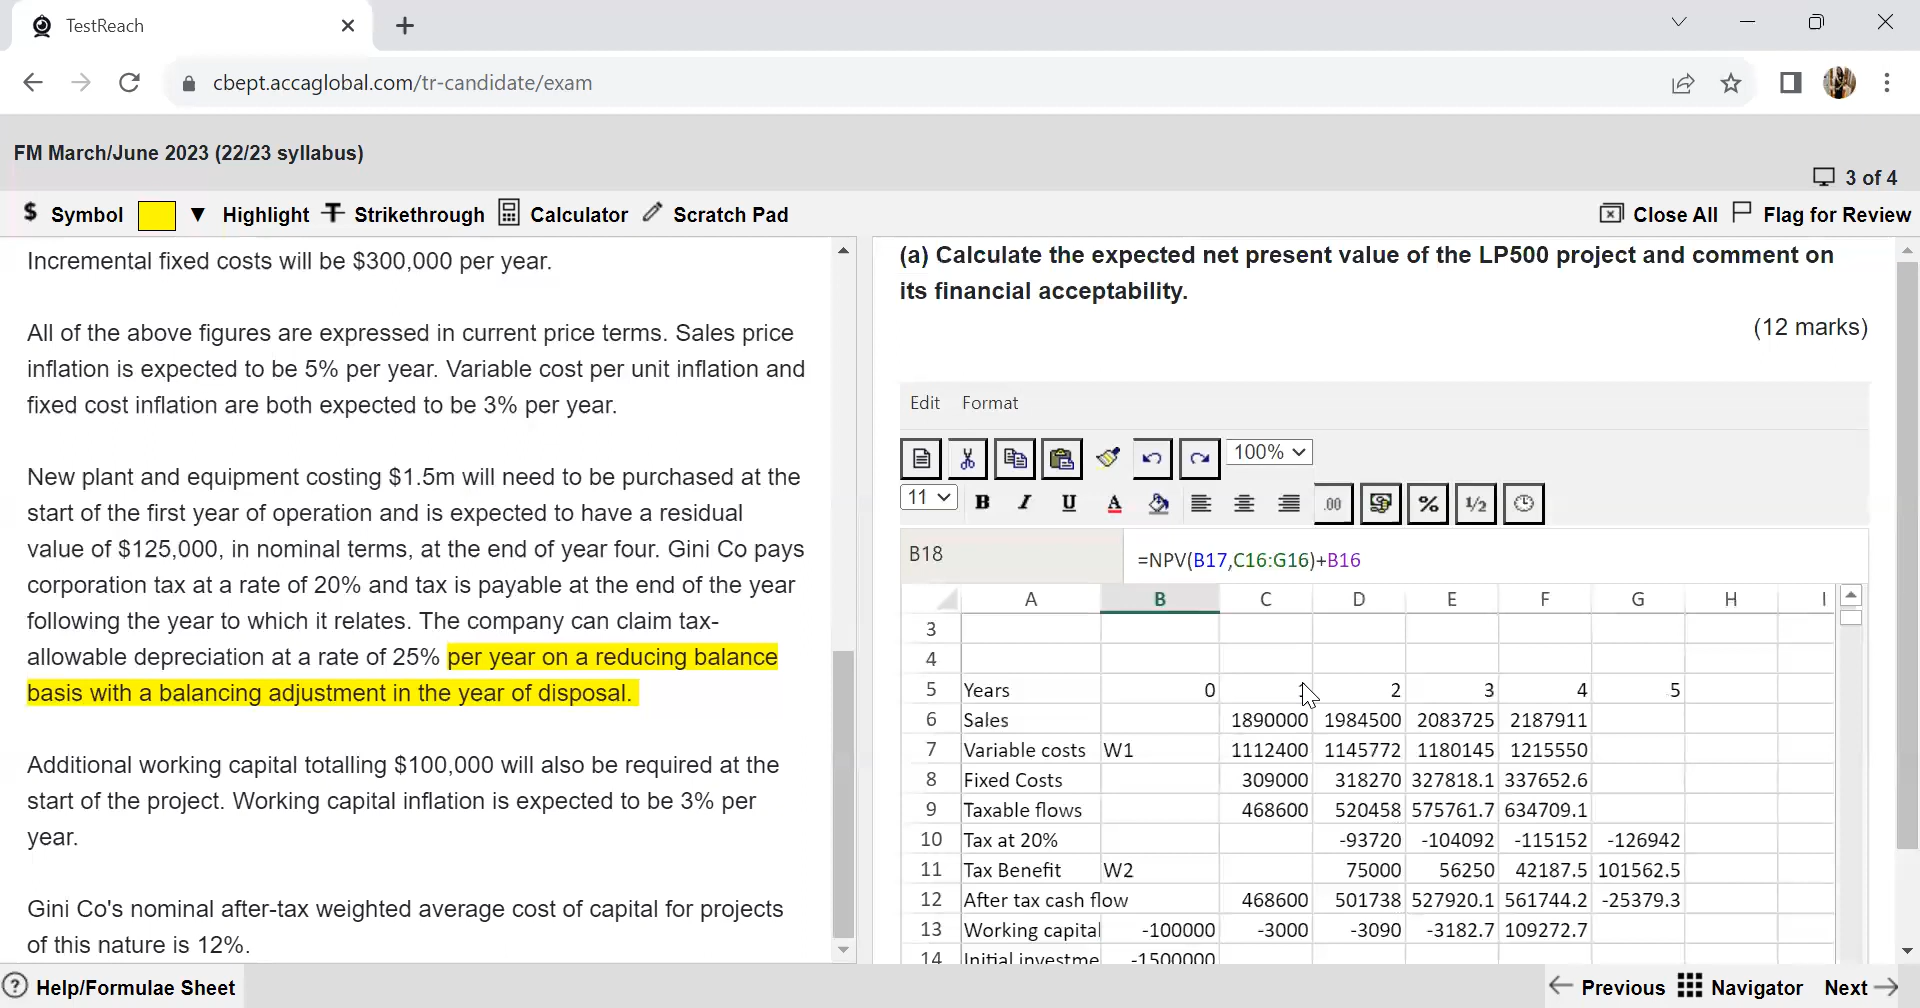 TestReach
cbept.accaglobal.com/tr-candidate/exam
FM March/June 2023 (22/23 syllabus)
3 of 4
$ Symbol Highlight Strikethrough Calculator Scratch Pad Close All Flag for Review
Incremental fixed costs will be $300,000 per year.
All of the above figures are expressed in current price terms. Sales price
inflation is expected to be 5% per year. Variable cost per unit inflation and
fixed cost inflation are both expected to be 3% per year.
New plant and equipment costing $1.5m will need to be purchased at the
start of the first year of operation and is expected to have a residual
value of $125,000, in nominal terms, at the end of year four. Gini Co pays
corporation tax at a rate of 20% and tax is payable at the end of the year
following the year to which it relates. The company can claim tax-
allowable depreciation at a rate of 25% per year on a reducing balance
basis with a balancing adjustment in the year of disposal.
Additional working capital totalling $100,000 will also be required at the
start of the project. Working capital inflation is expected to be 3% per
year.
Gini Co's nominal after-tax weighted average cost of capital for projects
of this nature is 12%.
(a) Calculate the expected net present value of the LP500 project and comment on
its financial acceptability.
(12 marks)
Edit Format
100%
11 B I U A .00 % 1/2
B18 =NPV(B17,C16:G16)+B16
A B C D E F G H I
3
4
5 Years 0 1 2 3 4 5
6 Sales 1890000 1984500 2083725 2187911
7 Variable costs W1 1112400 1145772 1180145 1215550
8 Fixed Costs 309000 318270 327818.1 337652.6
9 Taxable flows 468600 520458 575761.7 634709.1
10 Tax at 20% -93720 -104092 -115152 -126942
11 Tax Benefit W2 75000 56250 42187.5 101562.5
12 After tax cash flow 468600 501738 527920.1 561744.2 -25379.3
13 Working capital -100000 -3000 -3090 -3182.7 109272.7
14 Initial investme -1500000
? Help/Formulae Sheet Previous Navigator Next